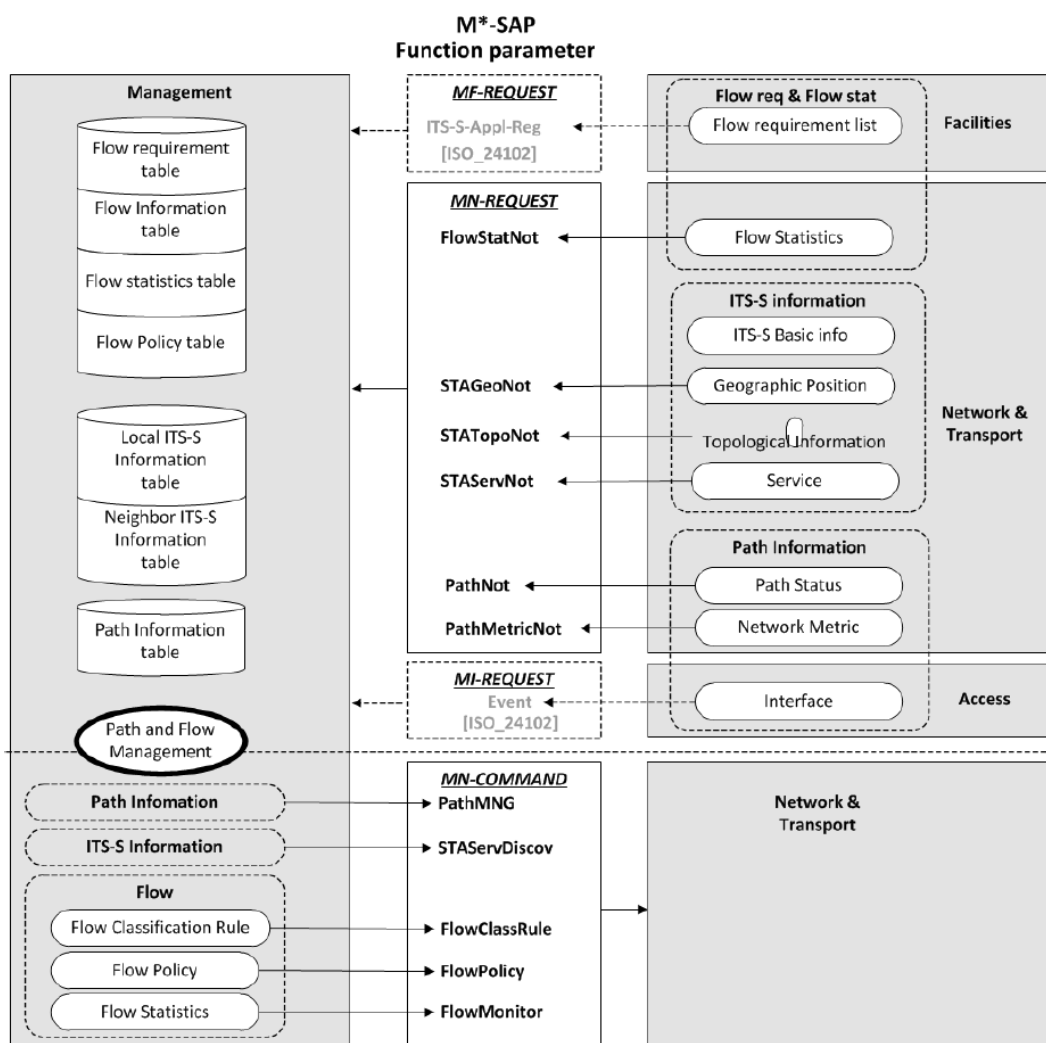 M*-SAP
Function parameter
Management
Flow requirement
table
Flow Information
table
Flow statistics table
Flow Policy table
Local ITS-S
Information
table
Neighbor ITS-S
Information
table
Path Information
table
Path and Flow
Management
MF-REQUEST
ITS-S-Appl-Reg
[ISO_24102]
MN-REQUEST
FlowStatNot
STAGeoNot
STATopoNot
STAServNot
PathNot
PathMetricNot
MI-REQUEST
Event
[ISO_24102]
Flow req & Flow stat
Flow requirement list
Facilities
Flow Statistics
ITS-S information
ITS-S Basic info
Geographic Position
Topological Information
Service
Network &
Transport
Path Information
Path Status
Network Metric
Interface
Access
Path Infomation
ITS-S Information
Flow
Flow Classification Rule
Flow Policy
Flow Statistics
MN-COMMAND
PathMNG
STAServDiscov
FlowClassRule
FlowPolicy
FlowMonitor
Network &
Transport